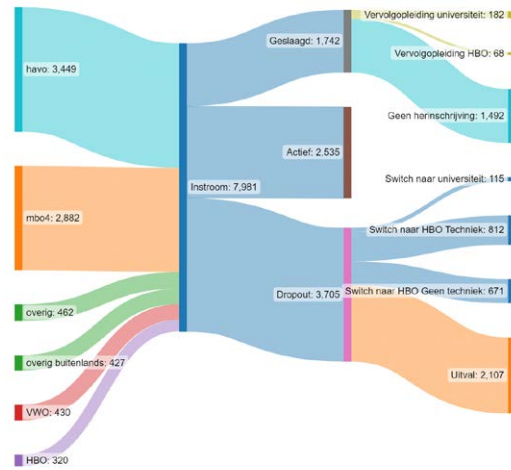 havo: 3,449
mbo4: 2,882
overig: 462
overig buitenlands: 427
VWO: 430
HBO: 320
Instroom: 7,981
Geslaagd: 1,742
Actief: 2,535
Dropout: 3,705
Vervolgopleiding universiteit: 182
Vervolgopleiding HBO: 68
Geen herinschrijving: 1,492
Switch naar universiteit: 115
Switch naar HBO Techniek: 812
Switch naar HBO Geen techniek: 671
Uitval: 2,107